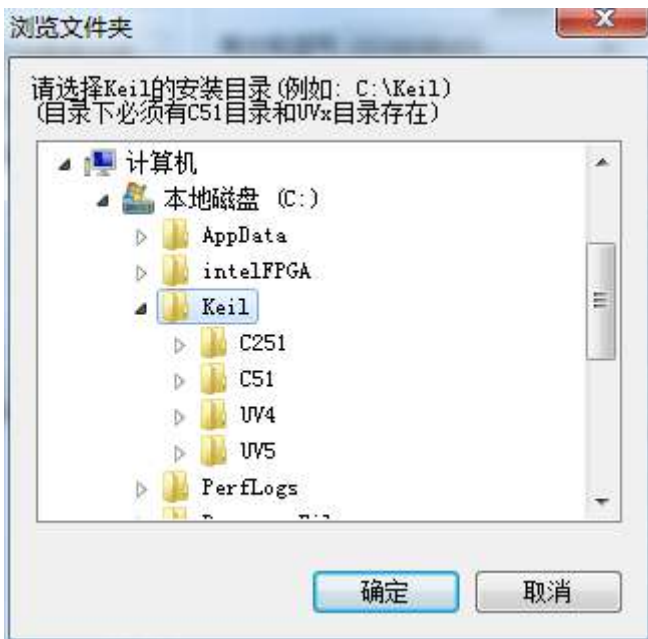 浏览文件夹
请选择Keil的安装目录(例如: C:\Keil)
(目录下必须有C51目录和UVx目录存在)
计算机
本地磁盘 (C:)
AppData
intelFPGA
Keil
C251
C51
UV4
UV5
PerfLogs
确定 取消